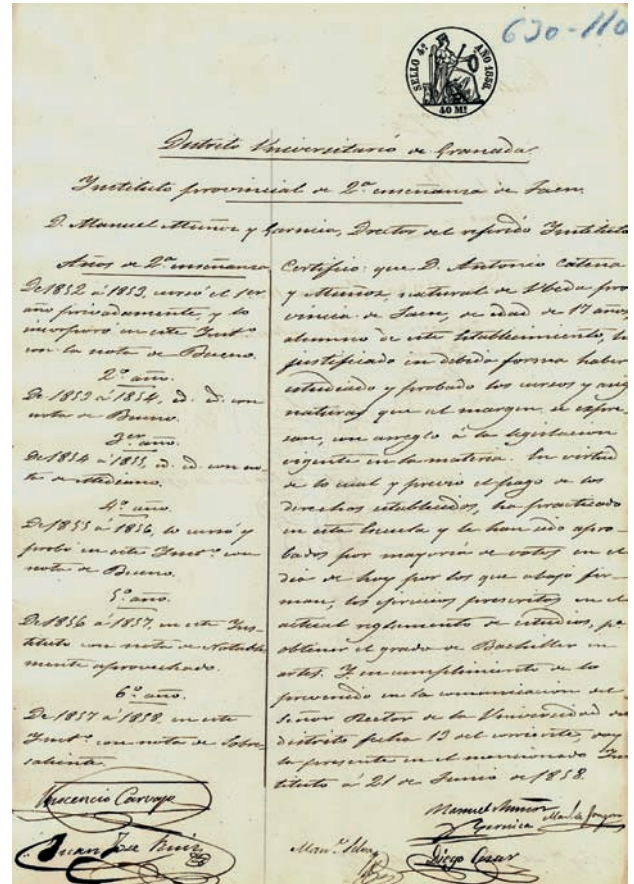 630-110
SELLO 4º AÑO 1858.
40 Mˢ
Distrito Universitario de Granada.
Instituto provincial de 2ª enseñanza de Jaen.
D. Manuel Muñoz y Garnica, Director del referido Instituto
Años de 2ª enseñanza
De 1852 á 1853, cursó el 1er
año privadamente, y lo
incorporó en este Instº
con la nota de Bueno.
2º año.
De 1853 á 1854, id. id. con
nota de Bueno.
3er año.
De 1854 á 1855, id. id. con no-
ta de Mediano.
4º año.
De 1855 á 1856, lo cursó y
probó en este Instº con
nota de Bueno.
5º año.
De 1856 á 1857, en este Ins-
tituto con nota de Notable
mente aprovechado.
6º año.
De 1857 á 1858, en este
Instº con nota de Sobre
saliente.
Certifico: que D. Antonio Catena
y Muñoz, natural de Ubeda pro
vincia de Jaen, de edad de 17 años
alumno de este Establecimiento, ha
justificado en debida forma haber
estudiado y probado los cursos y asig
naturas que al margen se expre
san, con arreglo á la legislacion
vigente en la materia. En virtud
de lo cual y previo el pago de los
derechos establecidos, ha practicado
en esta Escuela y le han sido apro-
bados por mayoría de votos en el
dia de hoy por los que abajo fir-
man, los ejercicios prescritos en el
actual reglamento de estudios, pª
obtener el grado de Bachiller en
artes. Y en cumplimiento de lo
prevenido en la comunicacion del
Señor Rector de la Universidad del
distrito fecha 13 del corriente, doy
la presente en el mencionado Ins
tituto á 21 de Junio de 1858.
Inocencio Carvajo
Manuel Muñoz
Garnica
Juan José Ruiz
Manˡ
Diego